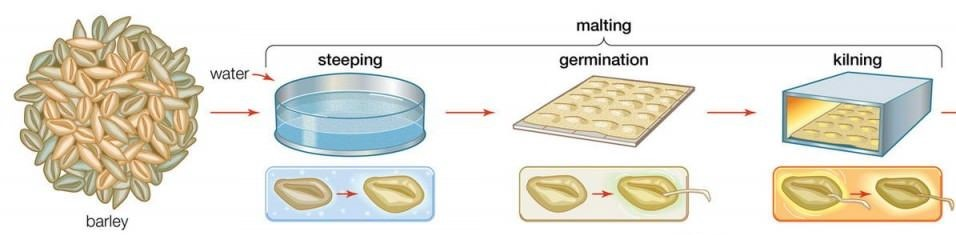 malting
steeping
germination
kilning
water
barley